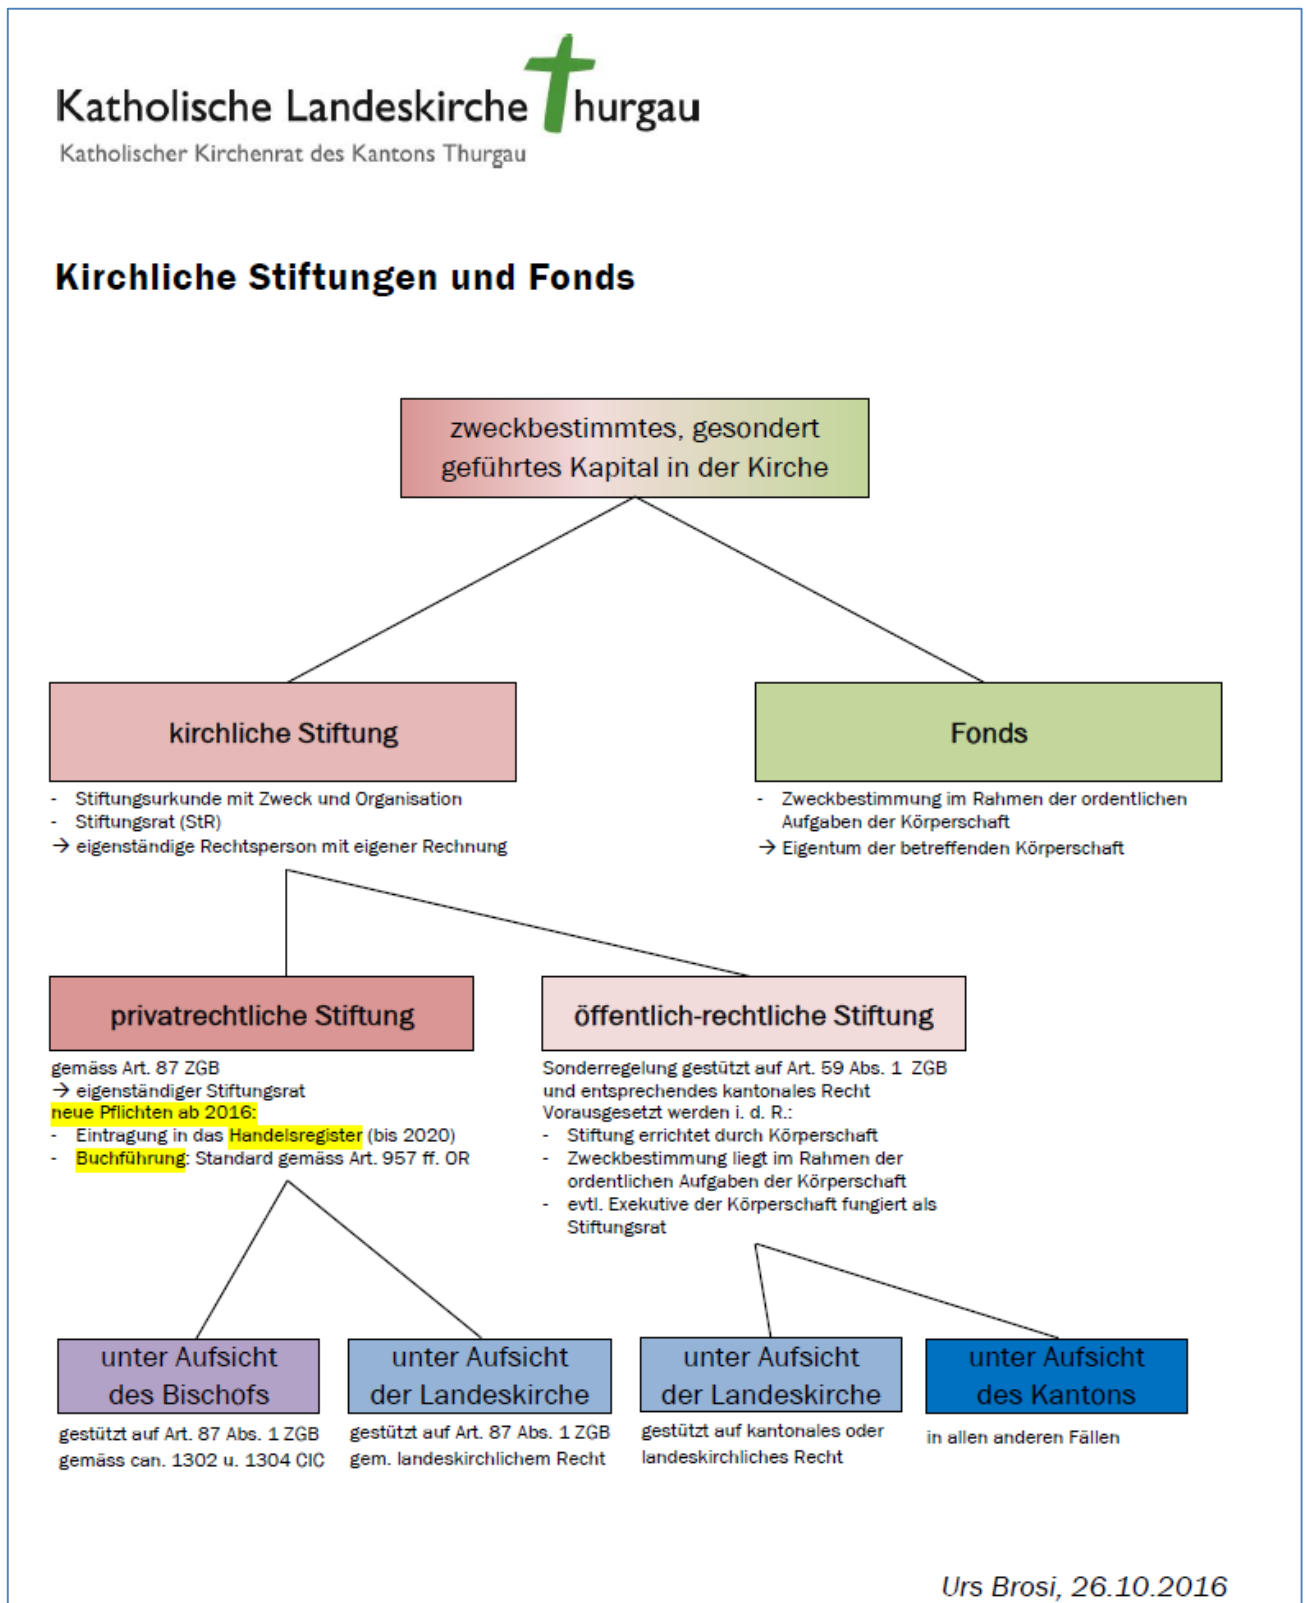 Katholische Landeskirche Thurgau
Katholischer Kirchenrat des Kantons Thurgau
Kirchliche Stiftungen und Fonds
zweckbestimmtes, gesondert
geführtes Kapital in der Kirche
kirchliche Stiftung
- Stiftungsurkunde mit Zweck und Organisation
- Stiftungsrat (StR)
→ eigenständige Rechtsperson mit eigener Rechnung
Fonds
- Zweckbestimmung im Rahmen der ordentlichen
Aufgaben der Körperschaft
→ Eigentum der betreffenden Körperschaft
privatrechtliche Stiftung
gemäss Art. 87 ZGB
→ eigenständiger Stiftungsrat
neue Pflichten ab 2016:
- Eintragung in das Handelsregister (bis 2020)
- Buchführung: Standard gemäss Art. 957 ff. OR
öffentlich-rechtliche Stiftung
Sonderregelung gestützt auf Art. 59 Abs. 1 ZGB
und entsprechendes kantonales Recht
Vorausgesetzt werden i. d. R.:
- Stiftung errichtet durch Körperschaft
- Zweckbestimmung liegt im Rahmen der
ordentlichen Aufgaben der Körperschaft
- evtl. Exekutive der Körperschaft fungiert als
Stiftungsrat
unter Aufsicht
des Bischofs
gestützt auf Art. 87 Abs. 1 ZGB
gemäss can. 1302 u. 1304 CIC
unter Aufsicht
der Landeskirche
gestützt auf Art. 87 Abs. 1 ZGB
gem. landeskirchlichem Recht
unter Aufsicht
der Landeskirche
gestützt auf kantonales oder
landeskirchliches Recht
unter Aufsicht
des Kantons
in allen anderen Fällen
Urs Brosi, 26.10.2016